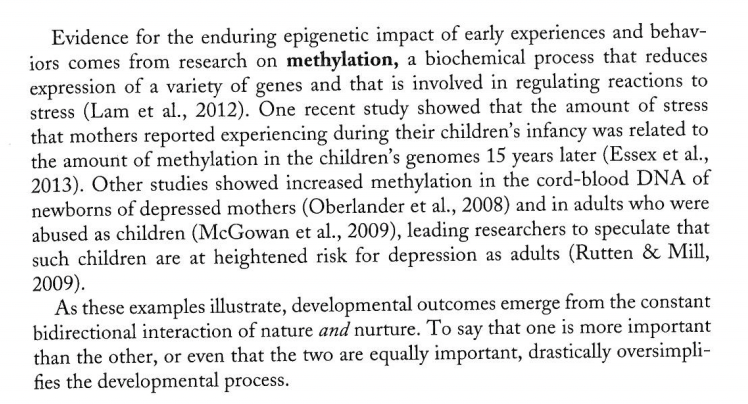 Evidence for the enduring epigenetic impact of early experiences and behav-
iors comes from research on methylation, a biochemical process that reduces
expression of a variety of genes and that is involved in regulating reactions to
stress (Lam et al., 2012). One recent study showed that the amount of stress
that mothers reported experiencing during their children's infancy was related to
the amount of methylation in the children's genomes 15 years later (Essex et al.,
2013). Other studies showed increased methylation in the cord-blood DNA of
newborns of depressed mothers (Oberlander et al., 2008) and in adults who were
abused as children (McGowan et al., 2009), leading researchers to speculate that
such children are at heightened risk for depression as adults (Rutten & Mill,
2009).
As these examples illustrate, developmental outcomes emerge from the constant
bidirectional interaction of nature and nurture. To say that one is more important
than the other, or even that the two are equally important, drastically oversimpli-
fies the developmental process.